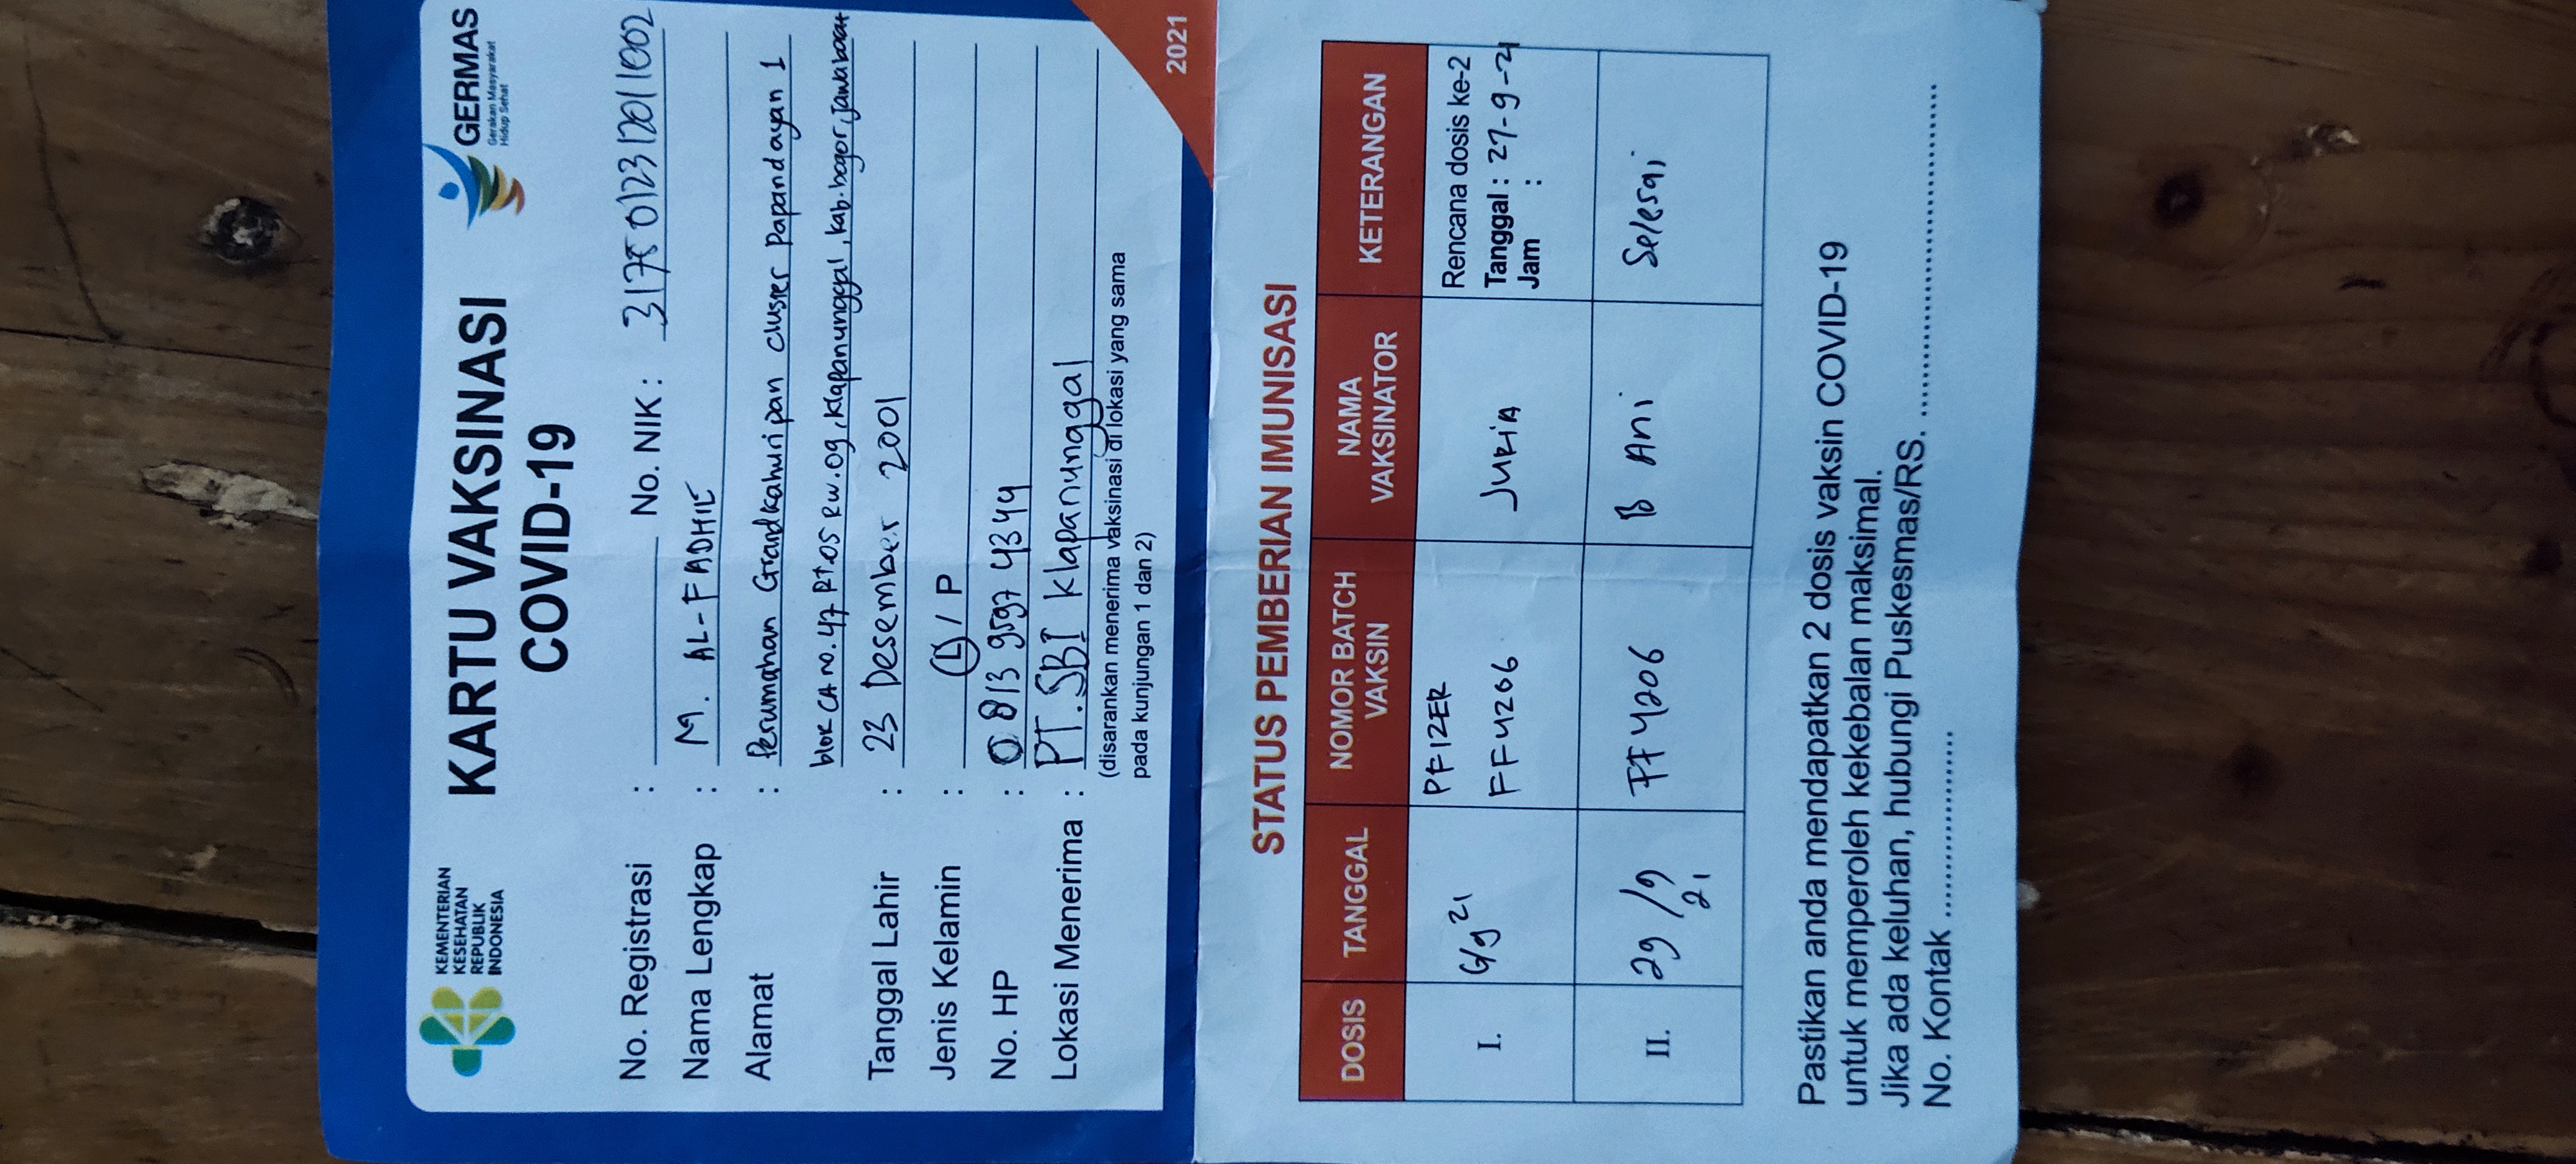 KEMENTERIAN
KESEHATAN
REPUBLIK
INDONESIA
KARTU VAKSINASI
COVID-19
GERMAS
Gerakan Masyarakat
Hidup Sehat
No. Registrasi : No. NIK : 3175012312011002
Nama Lengkap : M. AL-FADHIL
Alamat : Perumahan Grand kahuripan cluster Papandayan 1
blok CA no. 47 Rt.05 Rw.09, Klapanunggal, kab.bogor, jawa barat
Tanggal Lahir : 23 Desember 2001
Jenis Kelamin : L / P
No. HP : 0813 9597 4344
Lokasi Menerima : PT. SBI Klapanunggal
(disarankan menerima vaksinasi di lokasi yang sama
pada kunjungan 1 dan 2)
2021
STATUS PEMBERIAN IMUNISASI
DOSIS TANGGAL NOMOR BATCH VAKSIN NAMA VAKSINATOR KETERANGAN
I. 6/9 21 PFIZER FF4206 Rencana dosis ke-2
Tanggal : 27-9-21
Jam :
II. 29/9 21 FF4206 B Ani Selesai
Pastikan anda mendapatkan 2 dosis vaksin COVID-19
untuk memperoleh kekebalan maksimal.
Jika ada keluhan, hubungi Puskesmas/RS. ....................................
No. Kontak ....................